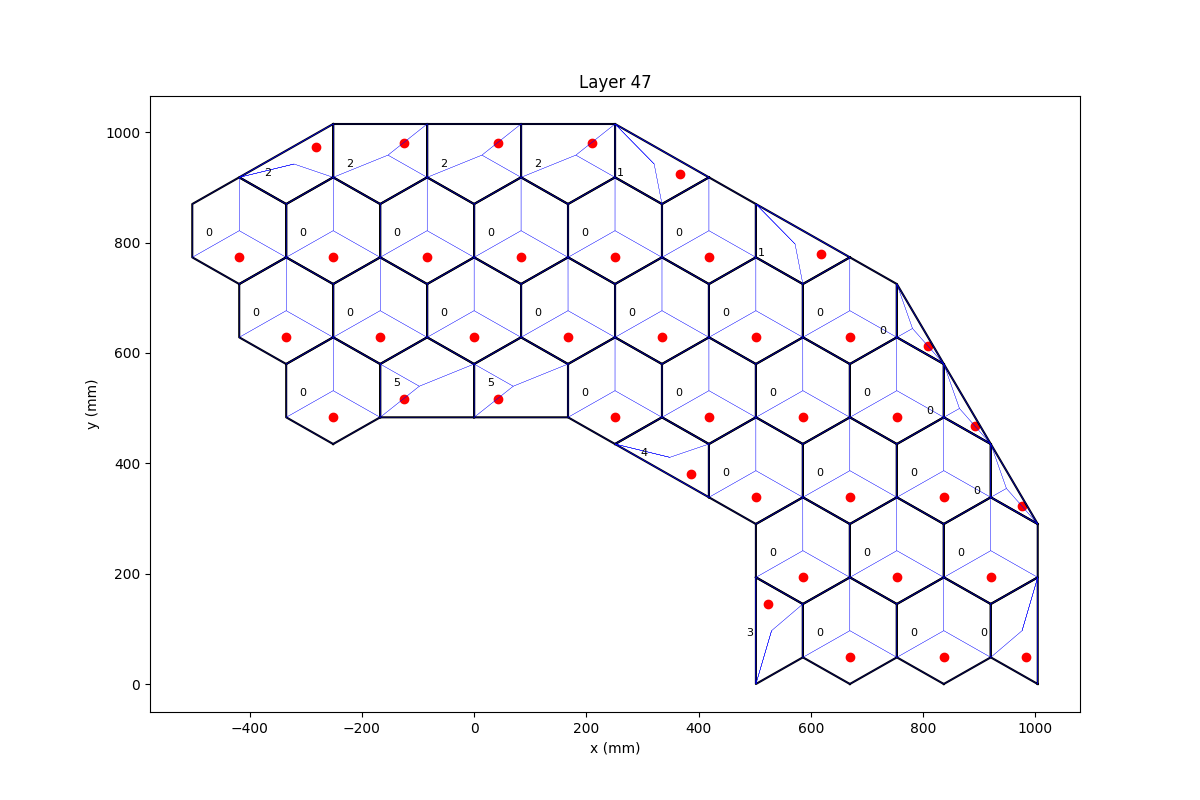 Layer 47
1000
2 2 2 2 1
800
0 0 0 0 0 0 1
0 0 0 0 0 0 0 0
600
0 5 5 0 0 0 0 0
400
4 0 0 0 0
200
0 0 0
3 0 0 0
0
y (mm)
−400 −200 0 200 400 600 800 1000
x (mm)